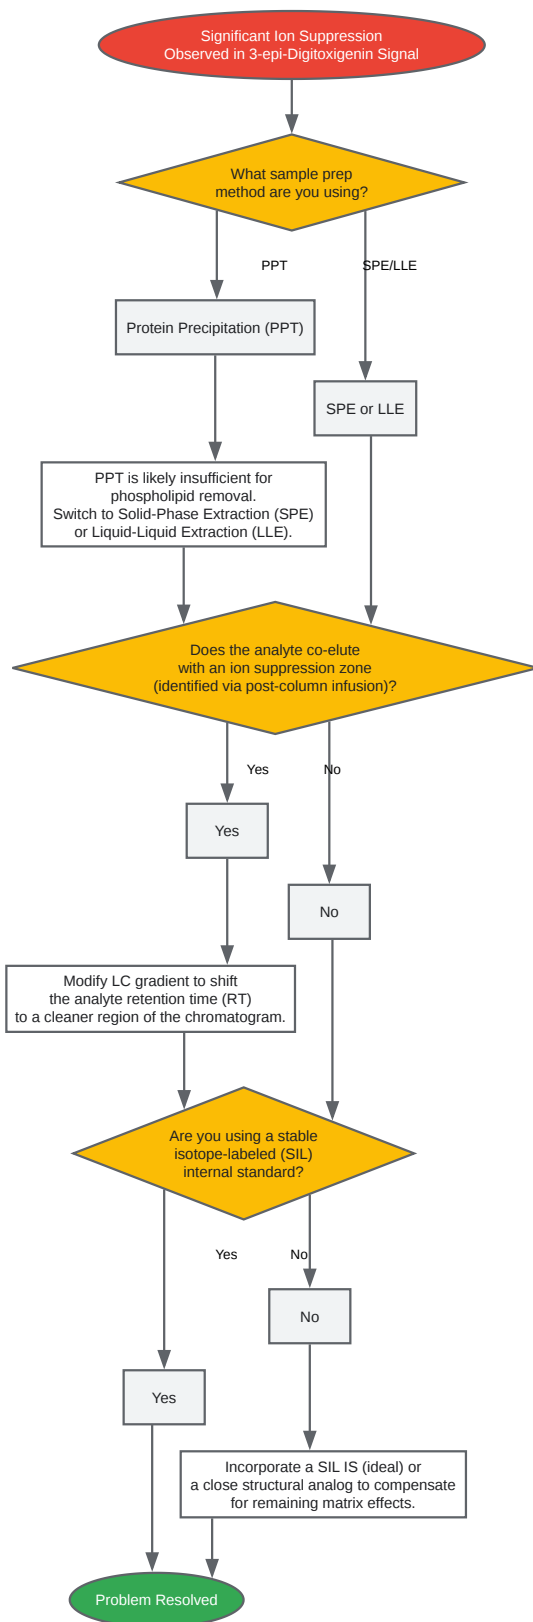 Significant Ion Suppression
Observed in 3-epi-Digitoxigenin Signal
What sample prep
method are you using?
PPT
SPE/LLE
Protein Precipitation (PPT)
SPE or LLE
PPT is likely insufficient for
phospholipid removal.
Switch to Solid-Phase Extraction (SPE)
or Liquid-Liquid Extraction (LLE).
Does the analyte co-elute
with an ion suppression zone
(identified via post-column infusion)?
Yes
No
Yes
No
Modify LC gradient to shift
the analyte retention time (RT)
to a cleaner region of the chromatogram.
Are you using a stable
isotope-labeled (SIL)
internal standard?
Yes
No
No
Yes
Incorporate a SIL IS (ideal) or
a close structural analog to compensate
for remaining matrix effects.
Problem Resolved